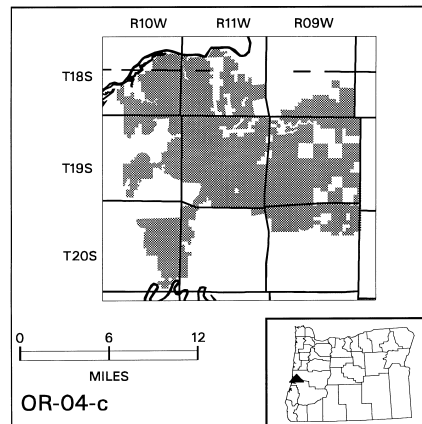 R10W R11W R09W
T18S
T19S
T20S
0 6 12
MILES
OR-04-c